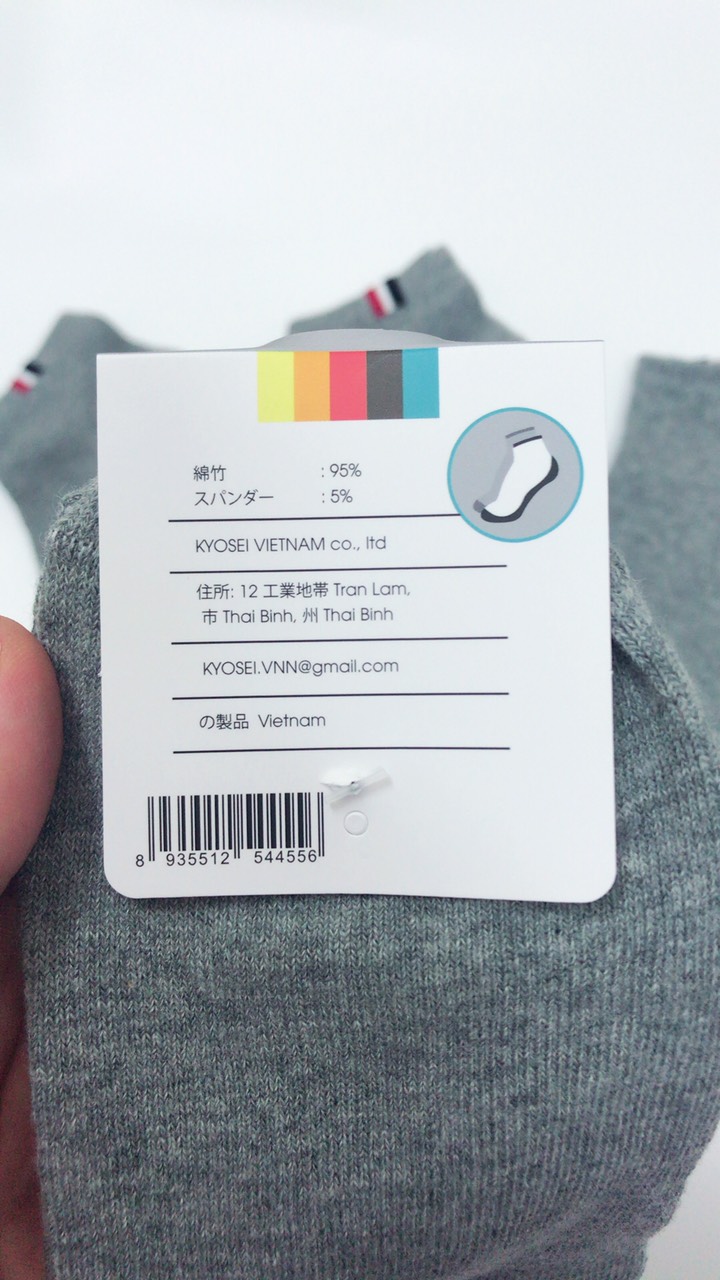 綿竹 : 95%
スパンダー : 5%
KYOSEI VIETNAM co., ltd
住所: 12 工業地帯 Tran Lam,
市 Thai Binh, 州 Thai Binh
KYOSEI.VNN@gmail.com
の製品 Vietnam
8 935512 544556